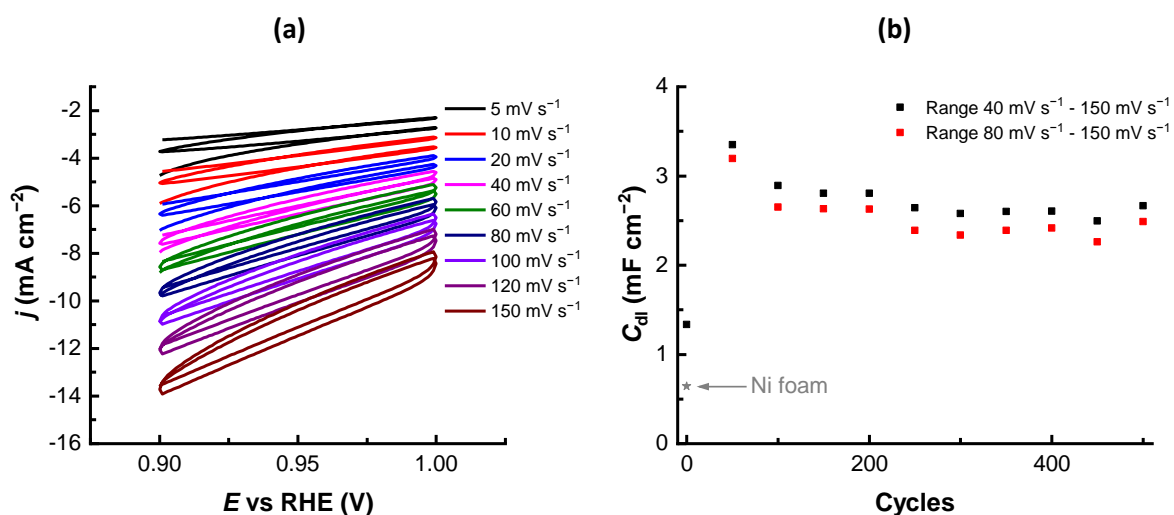 (a)
-2
-4
-6
-8
-10
-12
-14
-16
j (mA cm⁻²)
0.90
0.95
1.00
E vs RHE (V)
5 mV s⁻¹
10 mV s⁻¹
20 mV s⁻¹
40 mV s⁻¹
60 mV s⁻¹
80 mV s⁻¹
100 mV s⁻¹
120 mV s⁻¹
150 mV s⁻¹
(b)
4
3
2
1
0
C_dl (mF cm⁻²)
0
200
400
Cycles
Range 40 mV s⁻¹ - 150 mV s⁻¹
Range 80 mV s⁻¹ - 150 mV s⁻¹
Ni foam